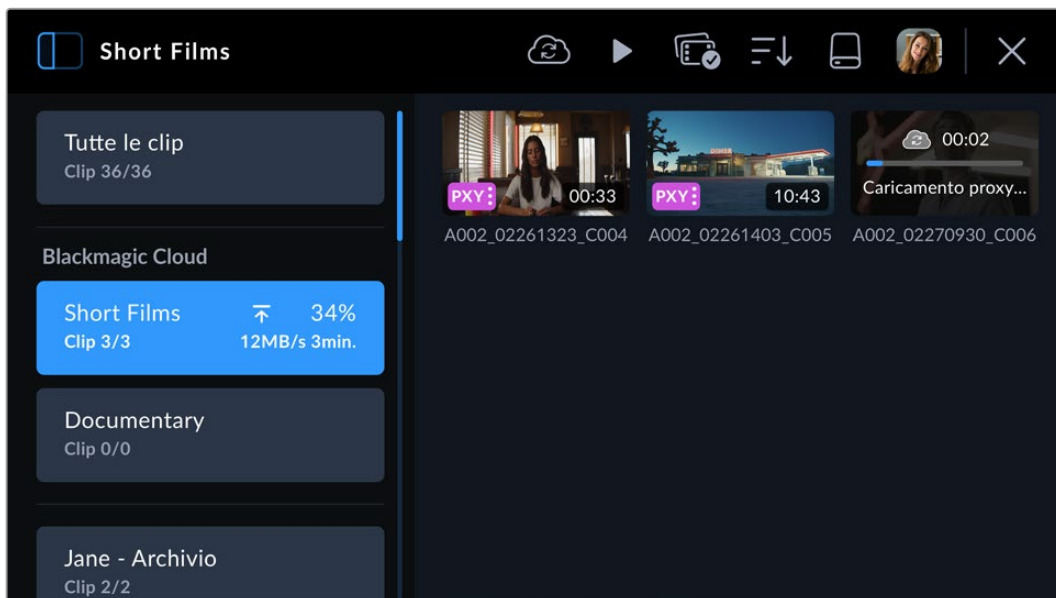 Short Films
Tutte le clip
Clip 36/36
Blackmagic Cloud
Short Films 34%
Clip 3/3 12MB/s 3min.
Documentary
Clip 0/0
Jane - Archivio
Clip 2/2
PXY 00:33
A002_02261323_C004
DINER
PXY 10:43
A002_02261403_C005
00:02
Caricamento proxy...
A002_02270930_C006